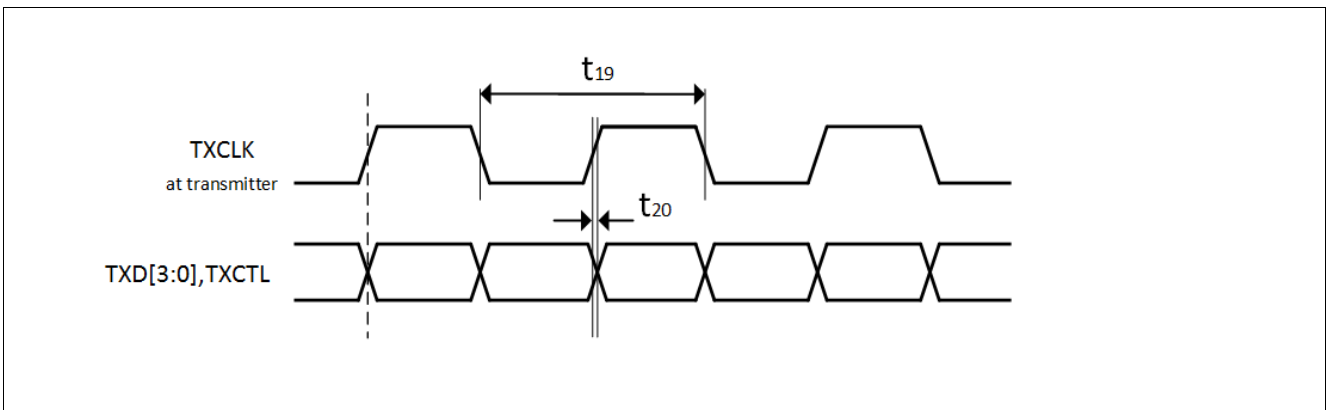 t19
TXCLK
at transmitter
t20
TXD[3:0],TXCTL